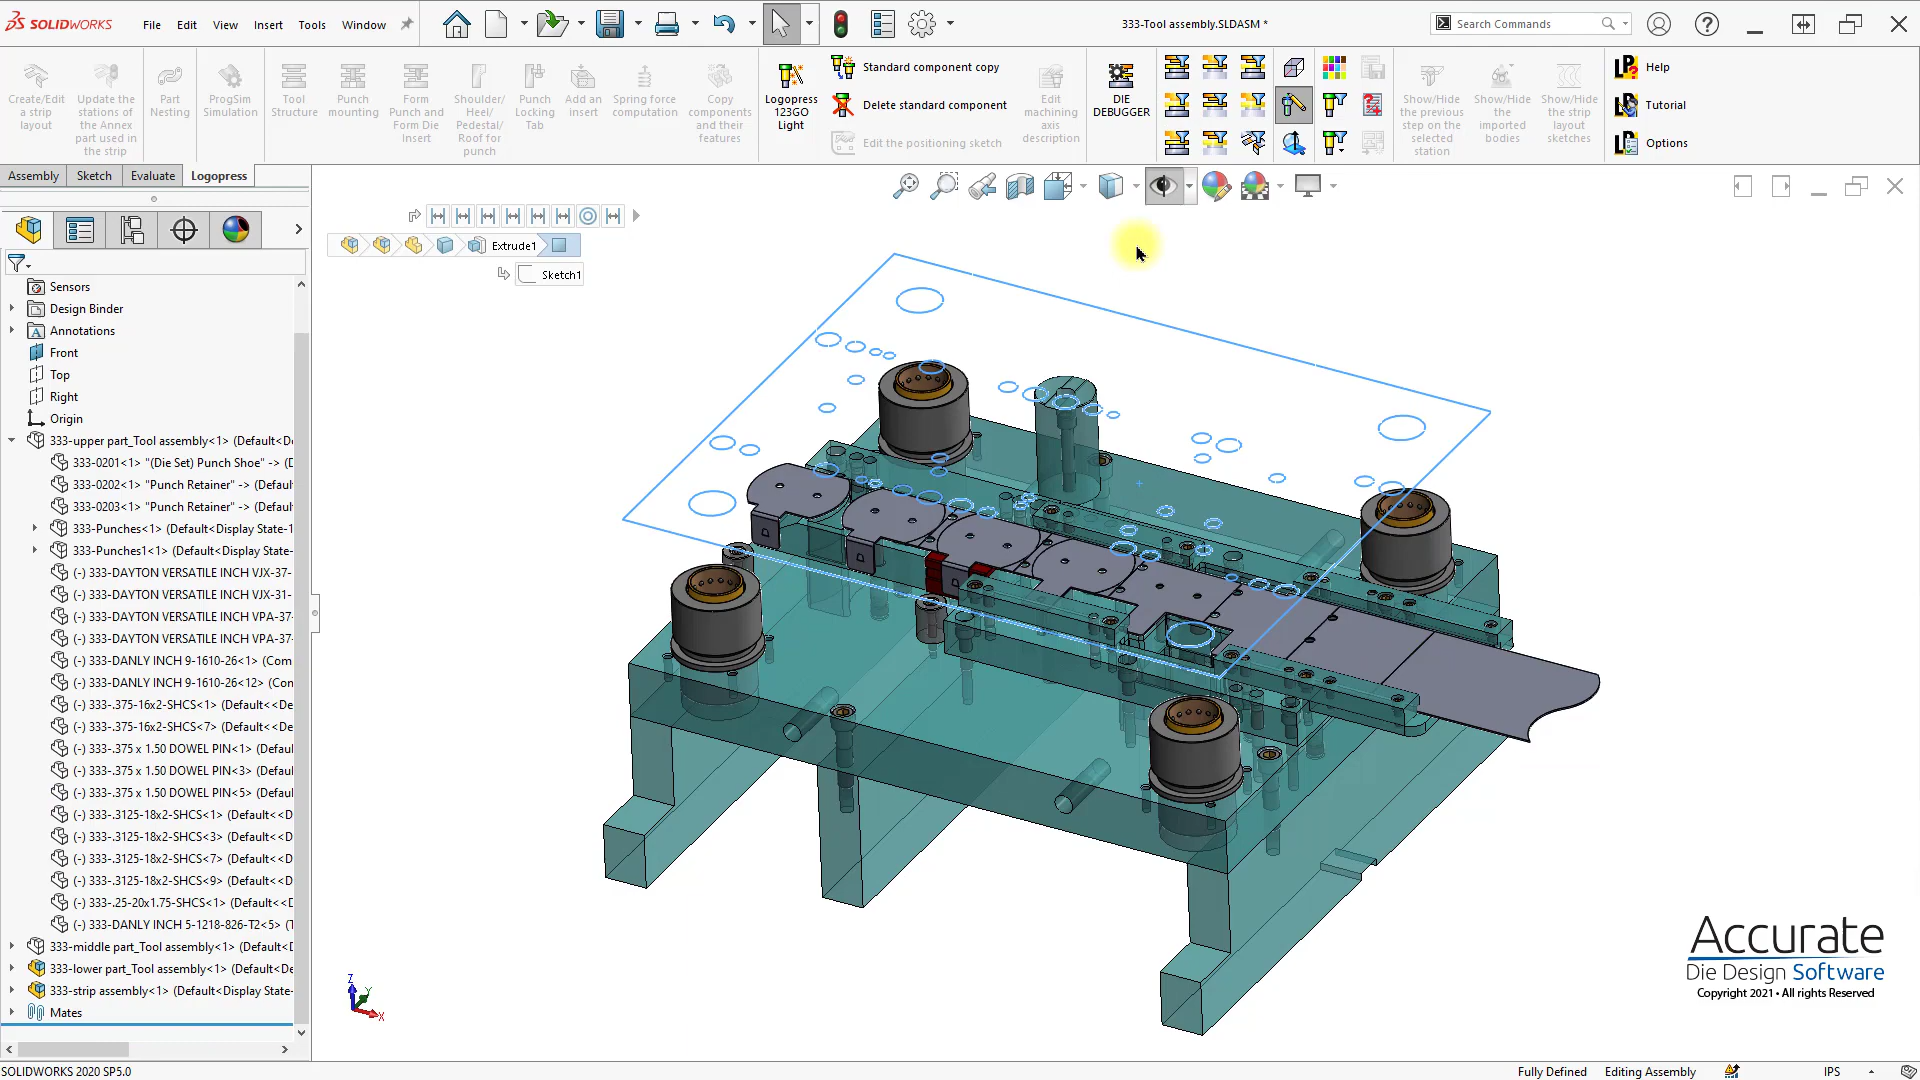 SOLIDWORKS
File
Edit
View
Insert
Tools
Window
333-Tool assembly.SLDASM *
Search Commands
Create/Edit
a strip
layout
Update the
stations of
the Annex
part used in
the strip
Part
Nesting
ProgSim
Simulation
Tool
Structure
Punch
mounting
Form
Punch and
Form Die
Insert
Shoulder/
Heel/
Pedestal/
Roof for
punch
Punch
Locking
Tab
Add an
insert
Spring force
computation
Copy
components
and their
features
Logopress
123GO
Light
Standard component copy
Delete standard component
Edit the positioning sketch
Edit
machining
axis
description
DIE
DEBUGGER
Show/Hide
the previous
step on the
selected
station
Show/Hide
the
imported
bodies
Show/Hide
the strip
layout
sketches
Help
Tutorial
Options
Assembly
Sketch
Evaluate
Logopress
Extrude1
Sketch1
Sensors
Design Binder
Annotations
Front
Top
Right
Origin
333-upper part_Tool assembly<1> (Default<De
333-0201<1> "(Die Set) Punch Shoe" -> (D
333-0202<1> "Punch Retainer" -> (Defaul
333-0203<1> "Punch Retainer" -> (Defaul
333-Punches<1> (Default<Display State-1
333-Punches1<1> (Default<Display State-
(-) 333-DAYTON VERSATILE INCH VJX-37-
(-) 333-DAYTON VERSATILE INCH VJX-31-
(-) 333-DAYTON VERSATILE INCH VPA-37-
(-) 333-DAYTON VERSATILE INCH VPA-37-
(-) 333-DANLY INCH 9-1610-26<1> (Com
(-) 333-DANLY INCH 9-1610-26<12> (Con
(-) 333-.375-16x2-SHCS<1> (Default<<De
(-) 333-.375-16x2-SHCS<7> (Default<<De
(-) 333-.375 x 1.50 DOWEL PIN<1> (Defaul
(-) 333-.375 x 1.50 DOWEL PIN<3> (Defaul
(-) 333-.375 x 1.50 DOWEL PIN<5> (Defaul
(-) 333-.3125-18x2-SHCS<1> (Default<<D
(-) 333-.3125-18x2-SHCS<3> (Default<<D
(-) 333-.3125-18x2-SHCS<7> (Default<<D
(-) 333-.3125-18x2-SHCS<9> (Default<<D
(-) 333-.25-20x1.75-SHCS<1> (Default<<D
(-) 333-DANLY INCH 5-1218-826-T2<5> (T
333-middle part_Tool assembly<1> (Default<D
333-lower part_Tool assembly<1> (Default<De
333-strip assembly<1> (Default<Display State-
Mates
Z
Y
X
Accurate
Die Design Software
Copyright 2021 • All rights Reserved
SOLIDWORKS 2020 SP5.0
Fully Defined
Editing Assembly
IPS